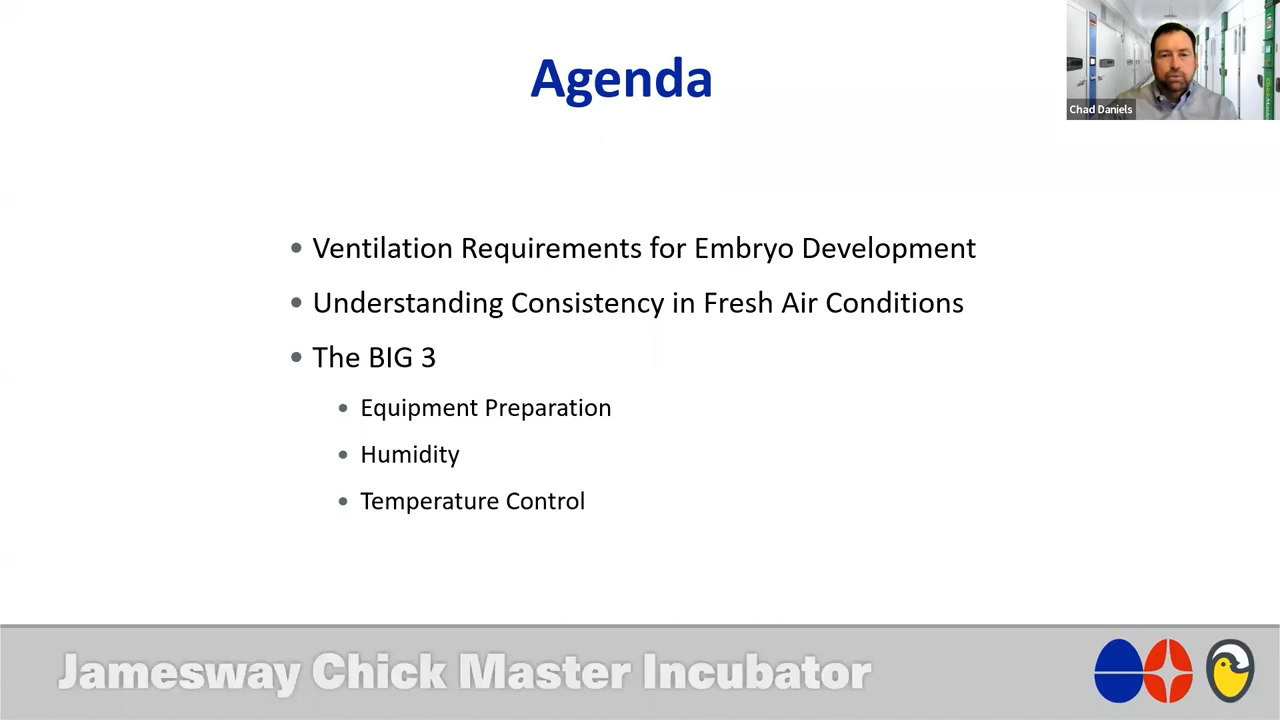 Agenda
Chad Daniels
• Ventilation Requirements for Embryo Development
• Understanding Consistency in Fresh Air Conditions
• The BIG 3
• Equipment Preparation
• Humidity
• Temperature Control
Jamesway Chick Master Incubator